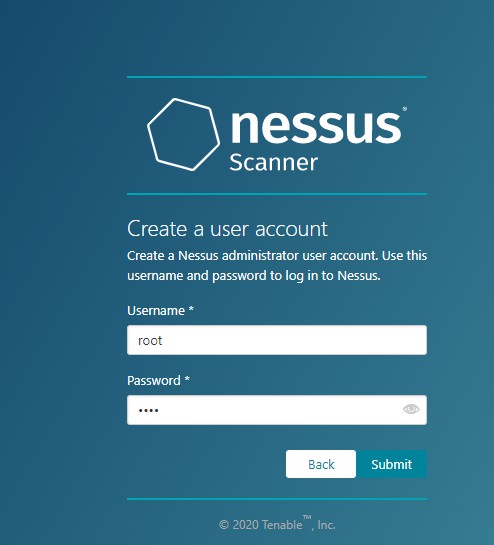 nessus®
Scanner
Create a user account
Create a Nessus administrator user account. Use this
username and password to log in to Nessus.
Username *
root
Password *
••••
Back Submit
© 2020 Tenable™, Inc.